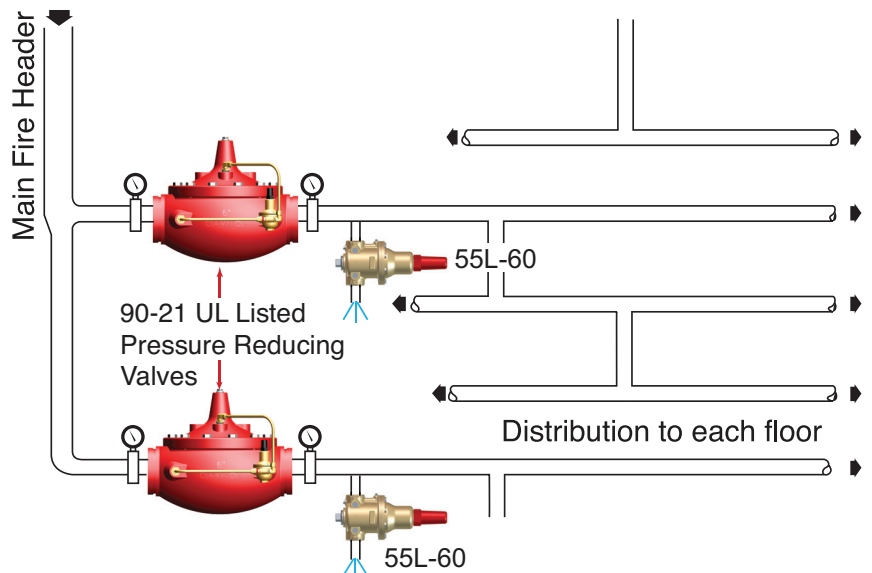 Main Fire Header
55L-60
90-21 UL Listed
Pressure Reducing
Valves
Distribution to each floor
55L-60